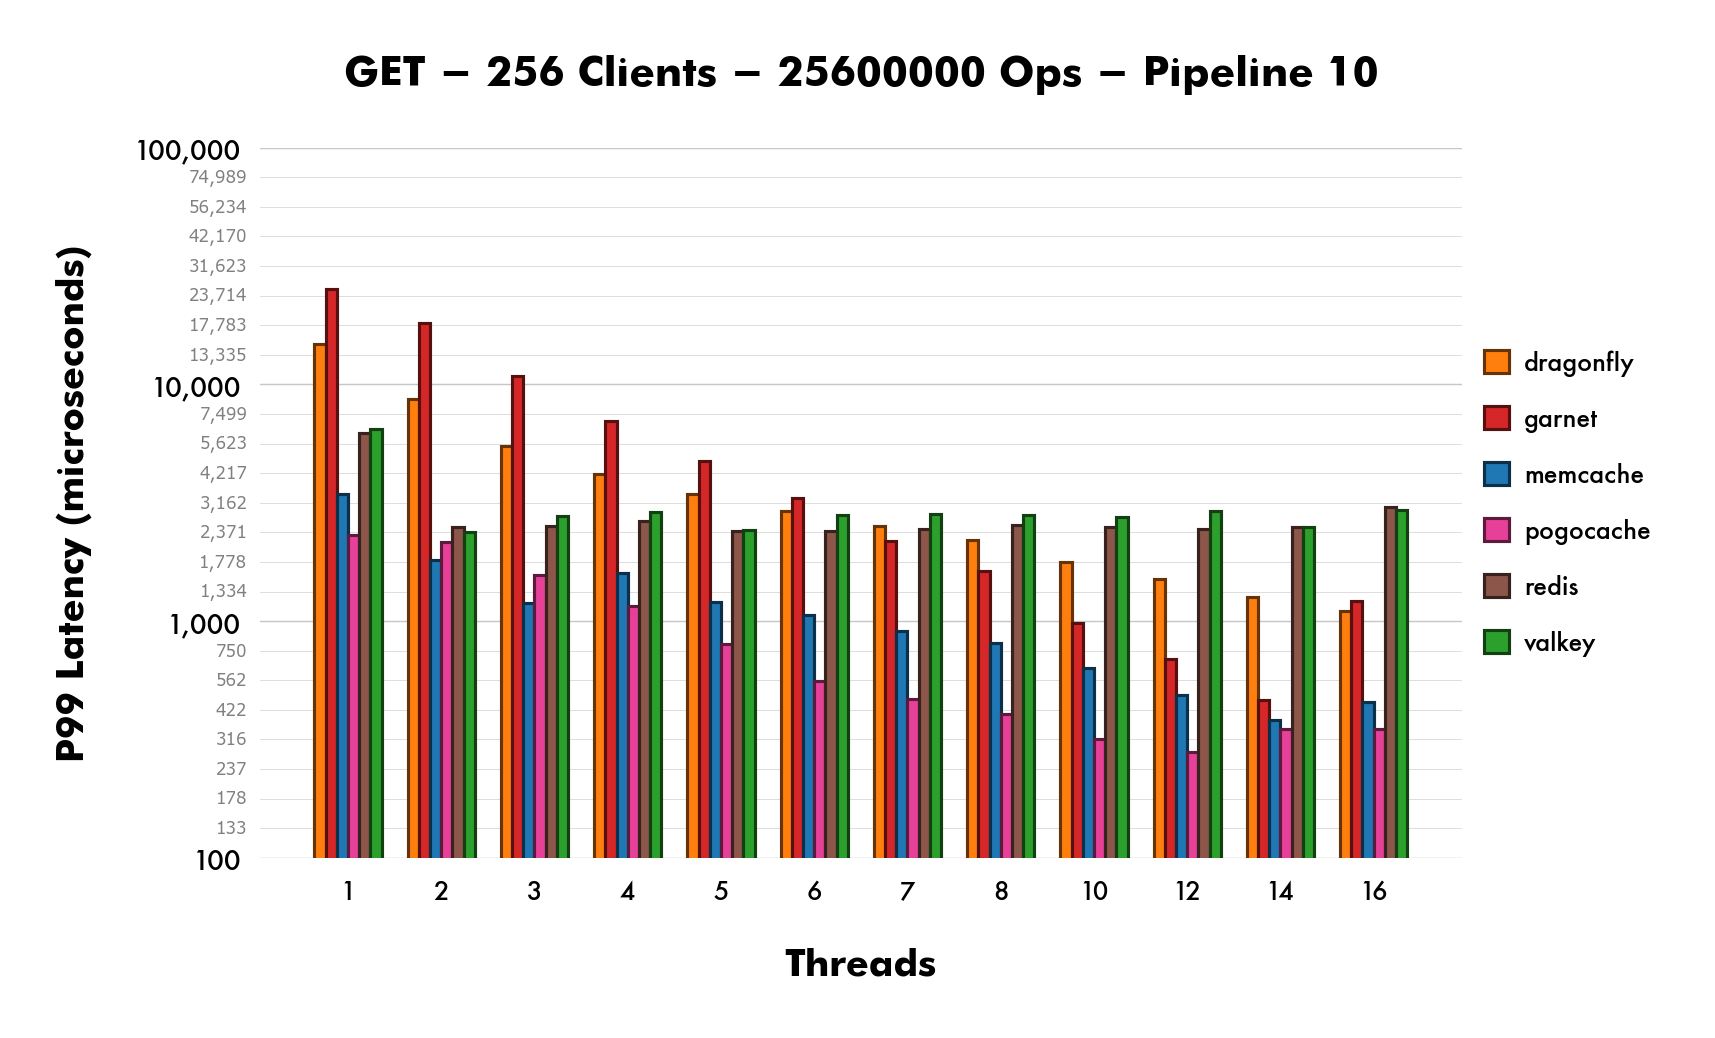 GET – 256 Clients – 25600000 Ops – Pipeline 10
P99 Latency (microseconds)
100,000
74,989
56,234
42,170
31,623
23,714
17,783
13,335
10,000
7,499
5,623
4,217
3,162
2,371
1,778
1,334
1,000
750
562
422
316
237
178
133
100
1 2 3 4 5 6 7 8 10 12 14 16
Threads
dragonfly
garnet
memcache
pogocache
redis
valkey